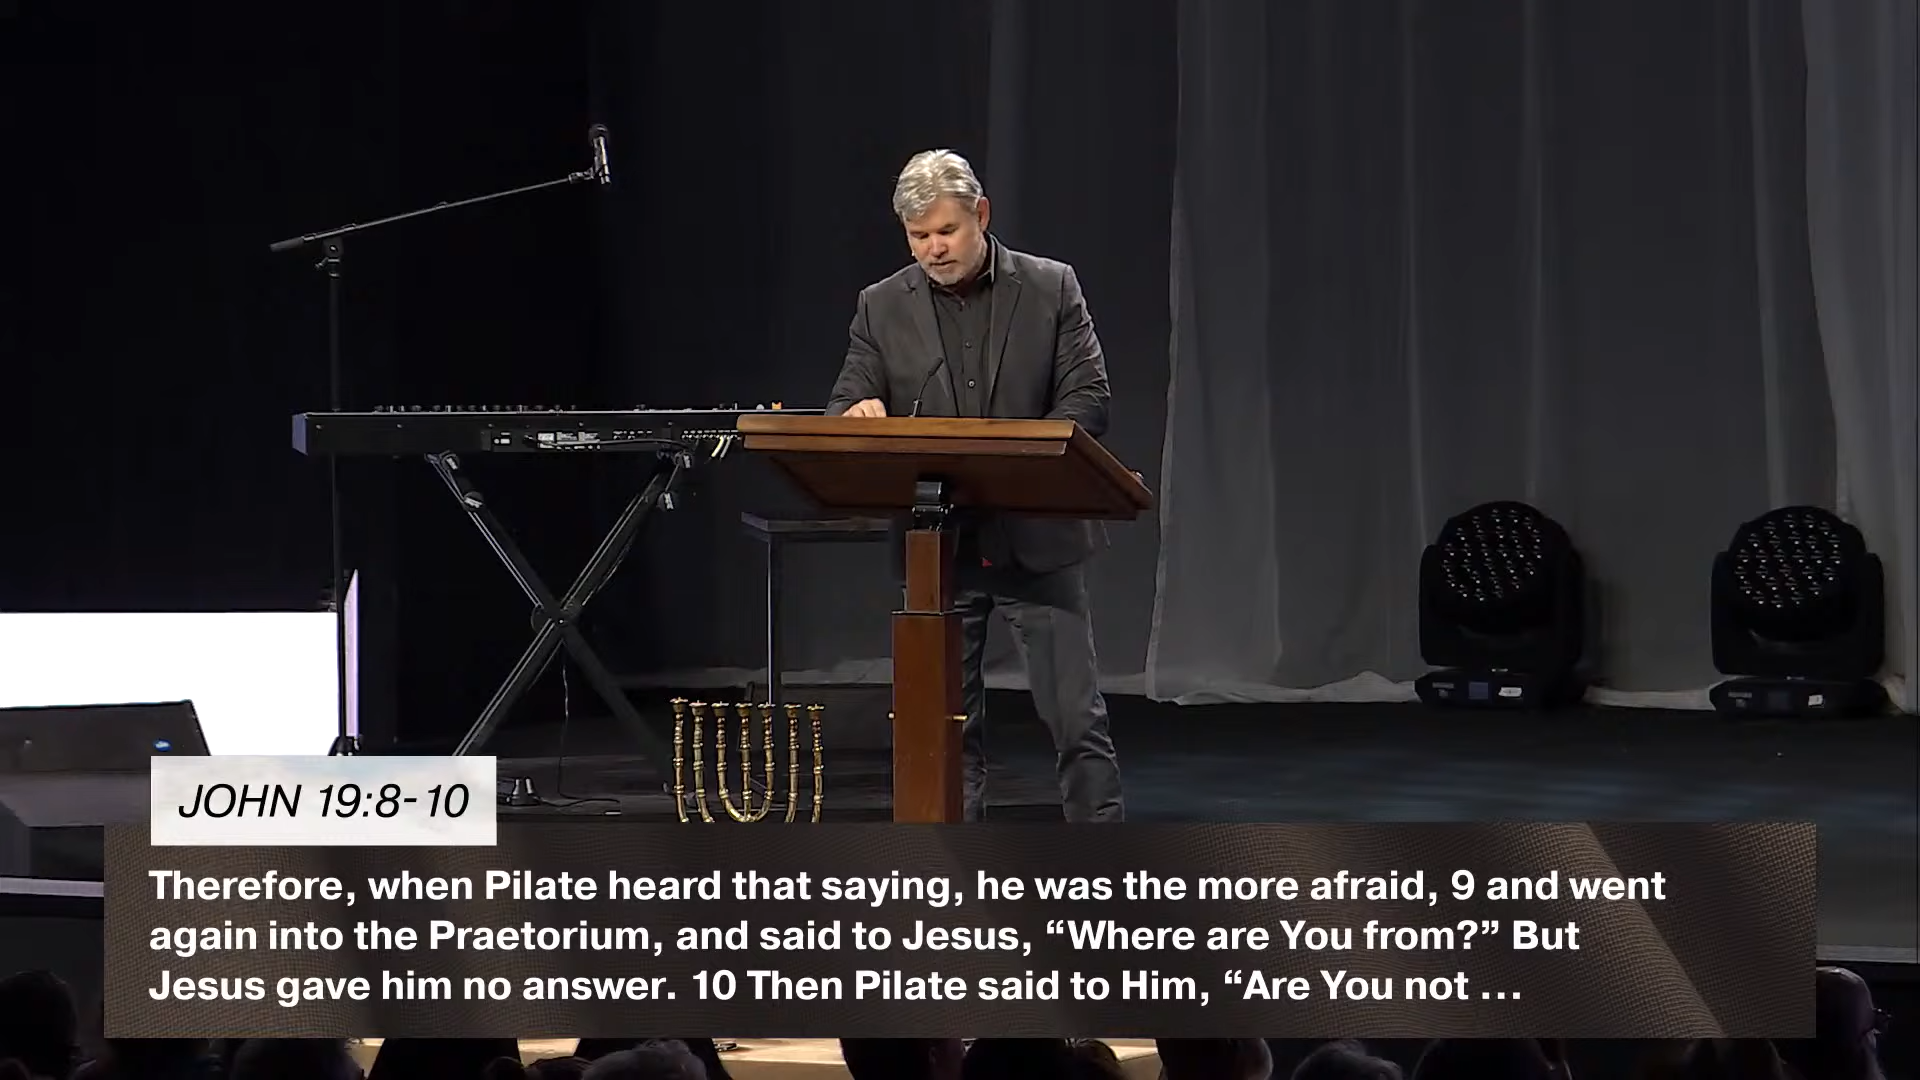 JOHN 19:8-10
Therefore, when Pilate heard that saying, he was the more afraid, 9 and went
again into the Praetorium, and said to Jesus, “Where are You from?” But
Jesus gave him no answer. 10 Then Pilate said to Him, “Are You not ...